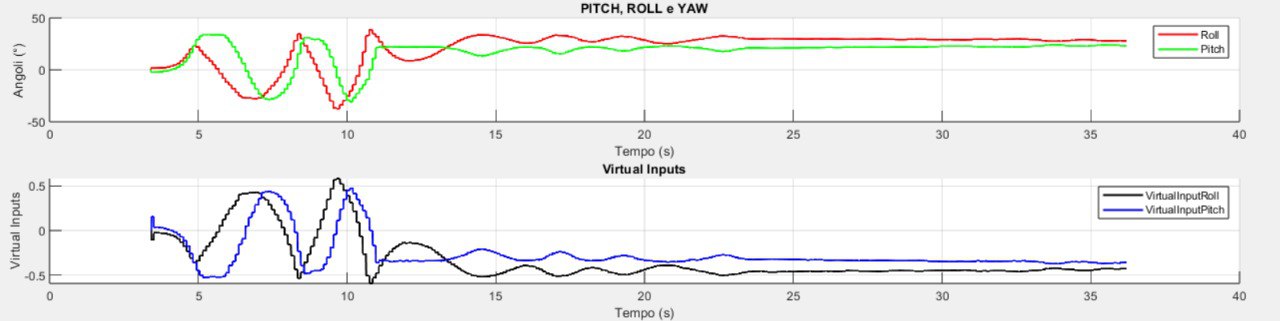 PITCH, ROLL e YAW
50
0
-50
Angoli (°)
Roll
Pitch
0 5 10 15 20 25 30 35 40
Tempo (s)
Virtual Inputs
0.5
0
-0.5
Virtual Inputs
VirtualInputRoll
VirtualInputPitch
0 5 10 15 20 25 30 35 40
Tempo (s)